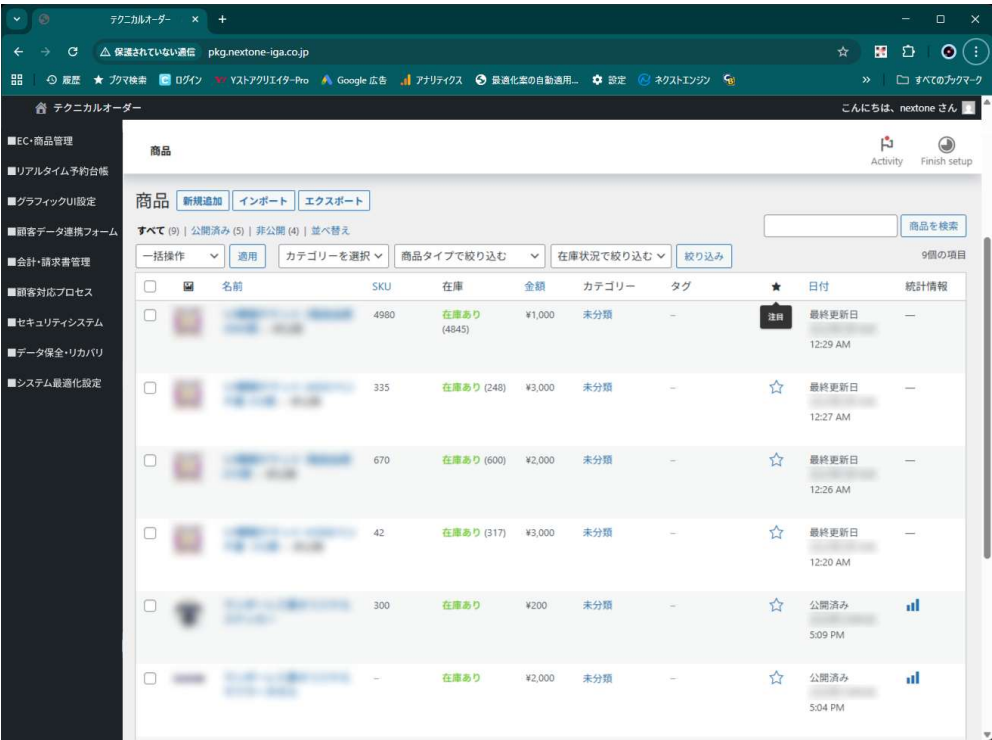 テクニカルオーダー
保護されていない通信 pkg.nextone-iga.co.jp
履歴 ブクマ検索 ログイン YストアクリエイターPro Google 広告 アナリティクス 最適化案の自動適用... 設定 ネクストエンジン » すべてのブックマーク
テクニカルオーダー こんにちは、nextone さん
■EC・商品管理
■リアルタイム予約台帳
■グラフィックUI設定
■顧客データ連携フォーム
■会計・請求書管理
■顧客対応プロセス
■セキュリティシステム
■データ保全・リカバリ
■システム最適化設定
商品 Activity Finish setup
商品 新規追加 インポート エクスポート
すべて (9) | 公開済み (5) | 非公開 (4) | 並べ替え 商品を検索
一括操作 適用 カテゴリーを選択 商品タイプで絞り込む 在庫状況で絞り込む 絞り込み 9個の項目
名前 SKU 在庫 金額 カテゴリー タグ ★ 日付 統計情報
4980 在庫あり ¥1,000 未分類 – 注目 最終更新日 —
(4845)
12:29 AM
335 在庫あり (248) ¥3,000 未分類 – 最終更新日 —
12:27 AM
670 在庫あり (600) ¥2,000 未分類 – 最終更新日 —
12:26 AM
42 在庫あり (317) ¥3,000 未分類 – 最終更新日 —
12:20 AM
300 在庫あり ¥200 未分類 – 公開済み
5:09 PM
– 在庫あり ¥2,000 未分類 – 公開済み
5:04 PM